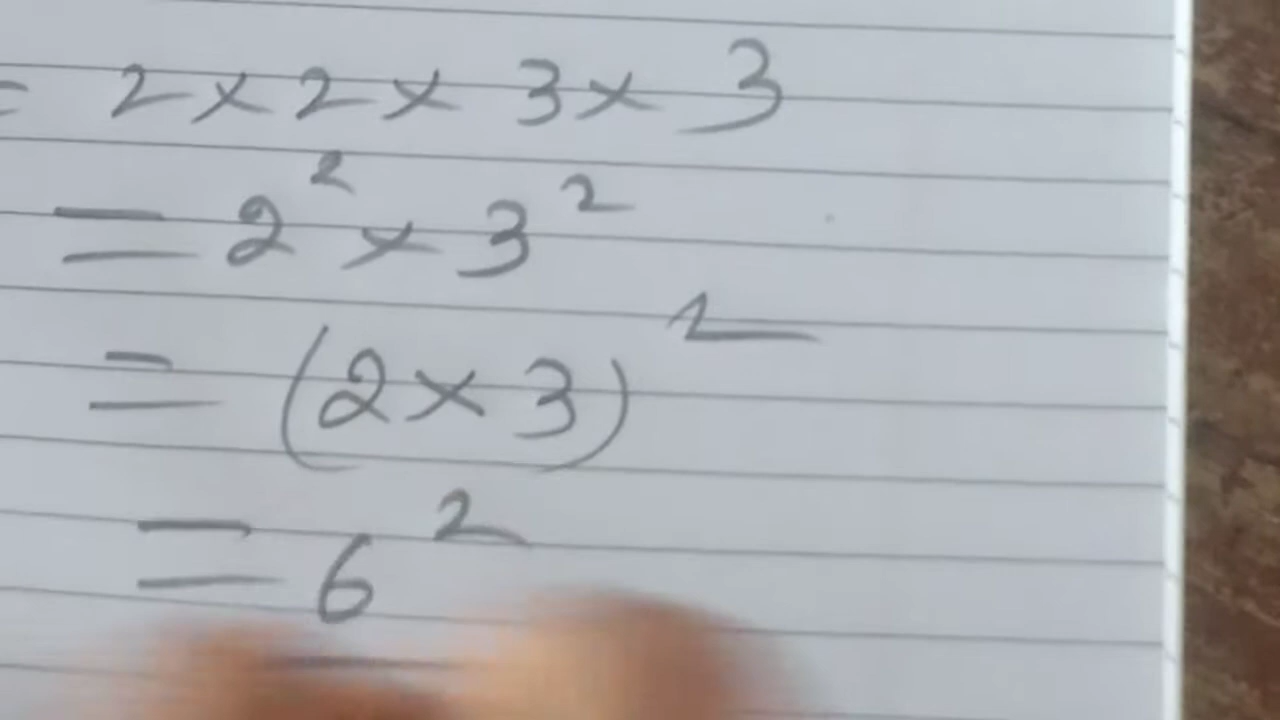 = 2 × 2 × 3 × 3
= 2² × 3²
= (2 × 3)²
= 6²